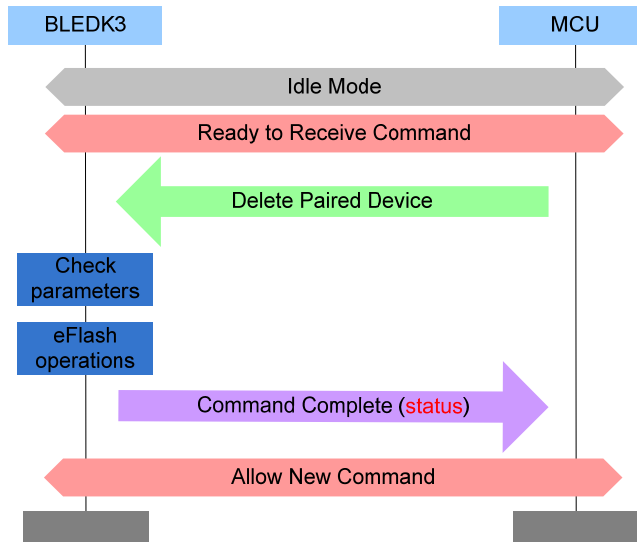 BLEDK3
MCU
Idle Mode
Ready to Receive Command
Delete Paired Device
Check
parameters
eFlash
operations
Command Complete (status)
Allow New Command